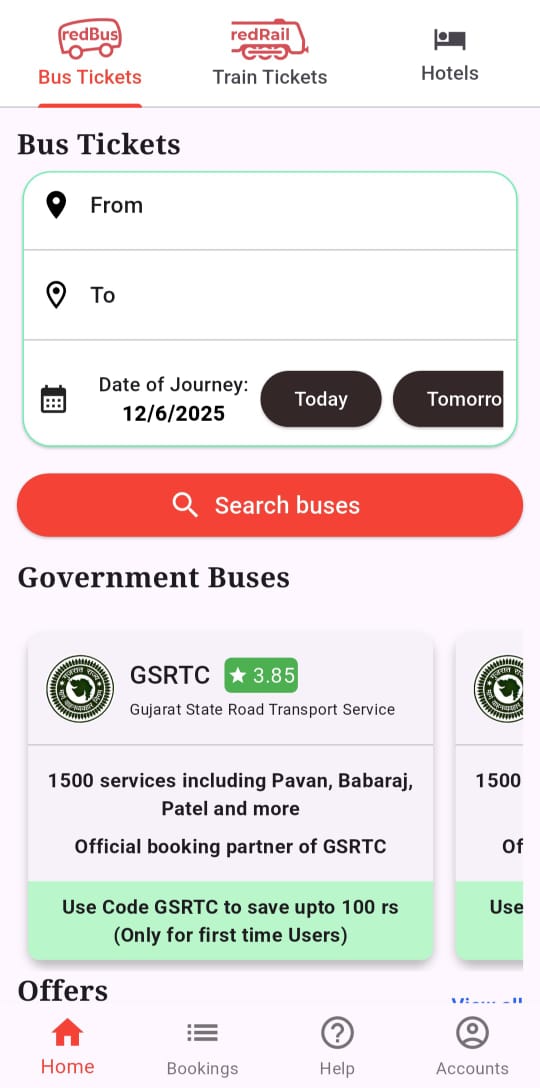 redBus
redRail
Bus Tickets
Train Tickets
Hotels
Bus Tickets
From
To
Date of Journey:
12/6/2025
Today
Tomorro
Search buses
Government Buses
GSRTC
3.85
Gujarat State Road Transport Service
1500 services including Pavan, Babaraj,
Patel and more
Official booking partner of GSRTC
Use Code GSRTC to save upto 100 rs
(Only for first time Users)
1500
Of
Use
Offers
View all
Home
Bookings
Help
Accounts